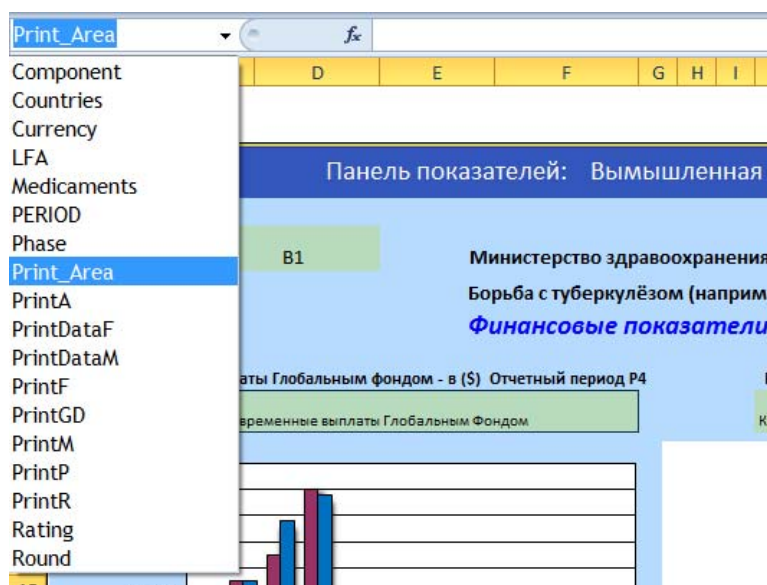 Print_Area
fx
Component
Countries
Currency
LFA
Medicaments
PERIOD
Phase
Print_Area
PrintA
PrintDataF
PrintDataM
PrintF
PrintGD
PrintM
PrintP
PrintR
Rating
Round
D E F G H I
Панель показателей: Вымышленная
B1
Министерство здравоохранения
Борьба с туберкулёзом (наприм
Финансовые показатели
аты Глобальным фондом - в ($) Отчетный период P4
временные выплаты Глобальным Фондом
К